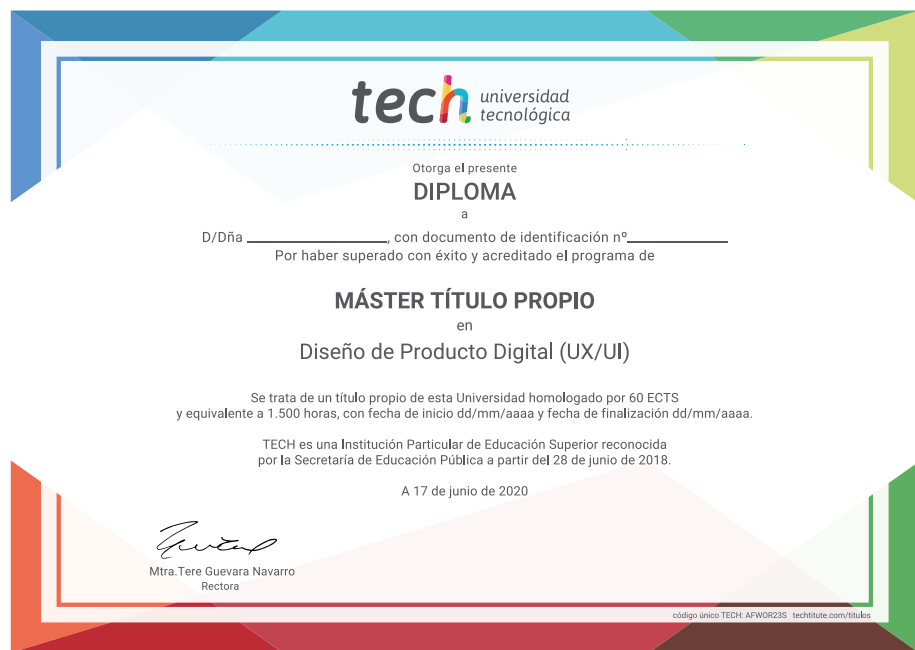 tech universidad
tecnológica
Otorga el presente
DIPLOMA
a
D/Dña ________________, con documento de identificación nº____________
Por haber superado con éxito y acreditado el programa de
MÁSTER TÍTULO PROPIO
en
Diseño de Producto Digital (UX/UI)
Se trata de un título propio de esta Universidad homologado por 60 ECTS
y equivalente a 1.500 horas, con fecha de inicio dd/mm/aaaa y fecha de finalización dd/mm/aaaa.
TECH es una Institución Particular de Educación Superior reconocida
por la Secretaría de Educación Pública a partir del 28 de junio de 2018.
A 17 de junio de 2020
Mtra.Tere Guevara Navarro
Rectora
código único TECH: AFWOR23S techtitute.com/titulos